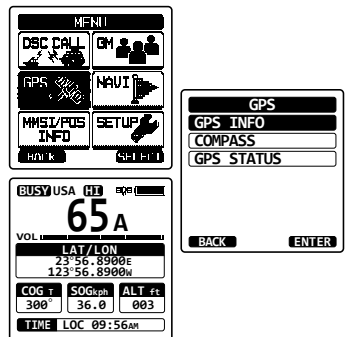 MENU
DSC CALL
GM
GPS
NAVI
MMSI/POS
INFO
SETUP
BACK
SELECT
GPS
GPS INFO
COMPASS
GPS STATUS
BACK
ENTER
BUSY USA HI
65A
VOL
LAT/LON
23°56.8900E
123°56.8900W
COG T
SOGkph
ALT ft
300°
36.0
003
TIME LOC 09:56AM